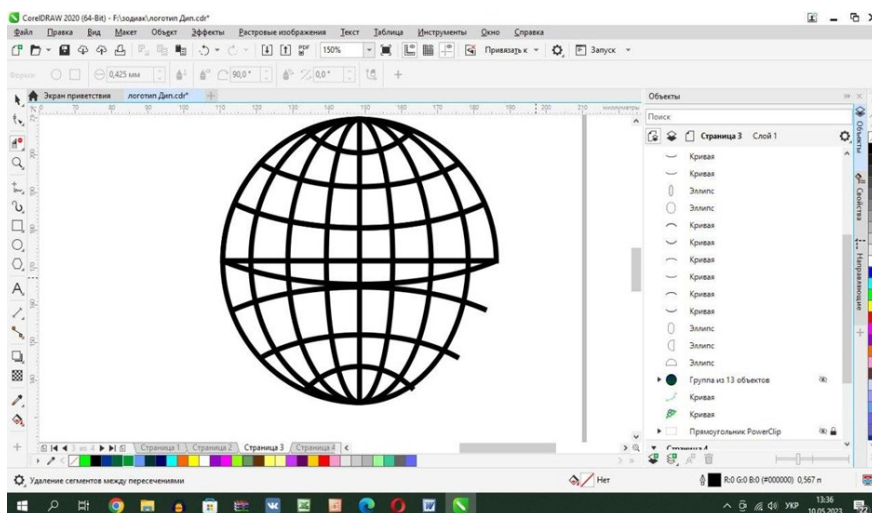 CorelDRAW 2020 (64-Bit) - F:\зодиак\логотип Дип.cdr*
Файл Правка Вид Макет Объект Эффекты Растровые изображения Текст Таблица Инструменты Окно Справка
150% Привязать к Запуск
0,425 мм 90,0° 0,0°
Экран приветствия логотип Дип.cdr*
Объекты
Поиск
Страница 3 Слой 1
Кривая
Кривая
Эллипс
Эллипс
Кривая
Кривая
Кривая
Кривая
Кривая
Кривая
Эллипс
Эллипс
Эллипс
Группа из 13 объектов
Кривая
Кривая
Прямоугольник PowerClip
Объекты
Свойства
Направляющие
Страница 1 Страница 2 Страница 3 Страница 4
Удаление сегментов между пересечениями
Нет
R:0 G:0 B:0 (#000000) 0,567 п
УКР
13:36
10.05.2023